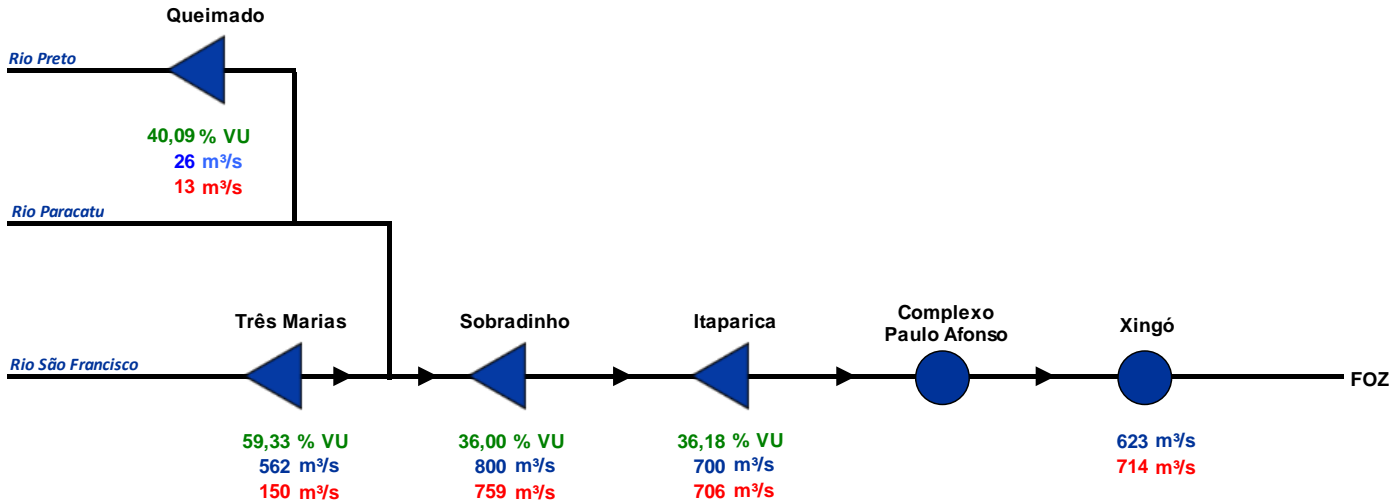 Queimado
Rio Preto
40,09 % VU
26 m³/s
13 m³/s
Rio Paracatu
Três Marias
Sobradinho
Itaparica
Complexo
Paulo Afonso
Xingó
Rio São Francisco
FOZ
59,33 % VU
562 m³/s
150 m³/s
36,00 % VU
800 m³/s
759 m³/s
36,18 % VU
700 m³/s
706 m³/s
623 m³/s
714 m³/s